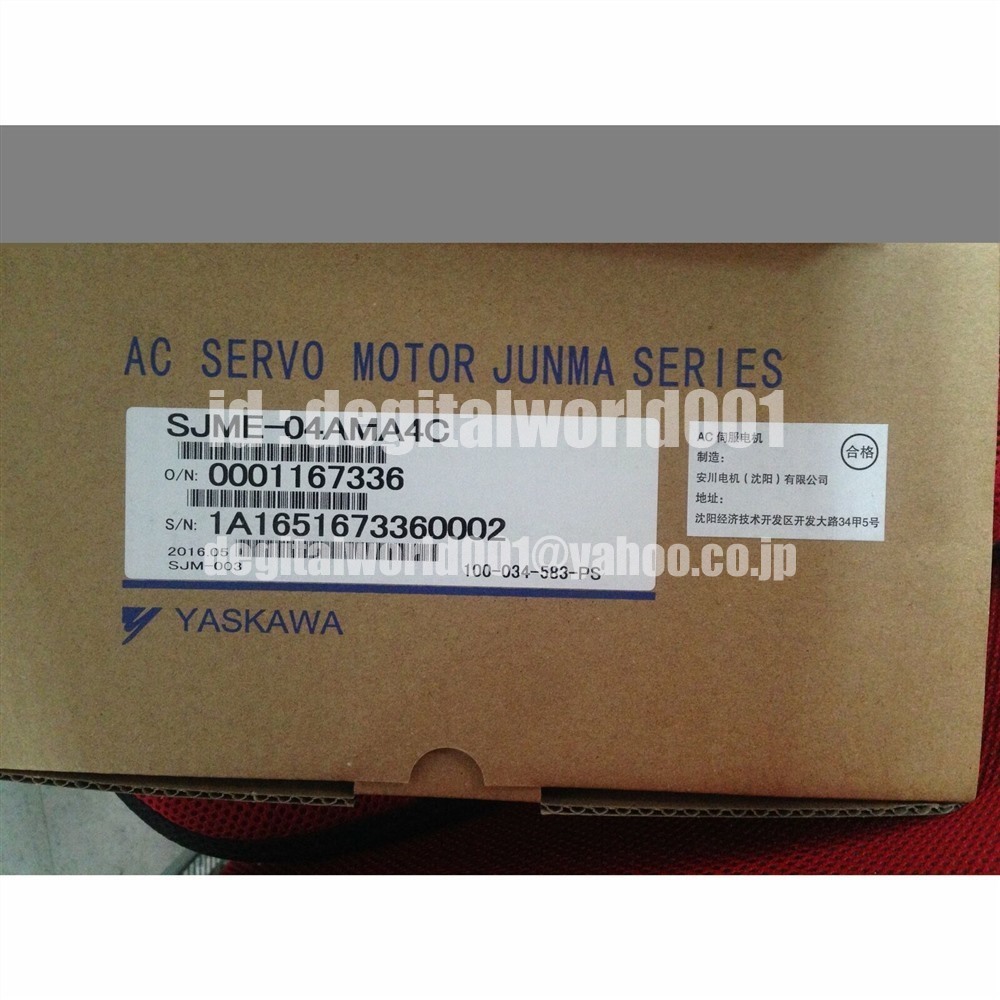 AC SERVO MOTOR JUNMA SERIES
id : degitalworld001
SJME-04AMA4C
O/N: 0001167336
S/N: 1A1651673360002
2016.05
SJM-003
100-034-583-PS
degitalworld001@yahoo.co.jp
AC 伺服电机
合格
制造：
安川电机（沈阳）有限公司
地址：
沈阳经济技术开发区开发大路34甲5号
YASKAWA